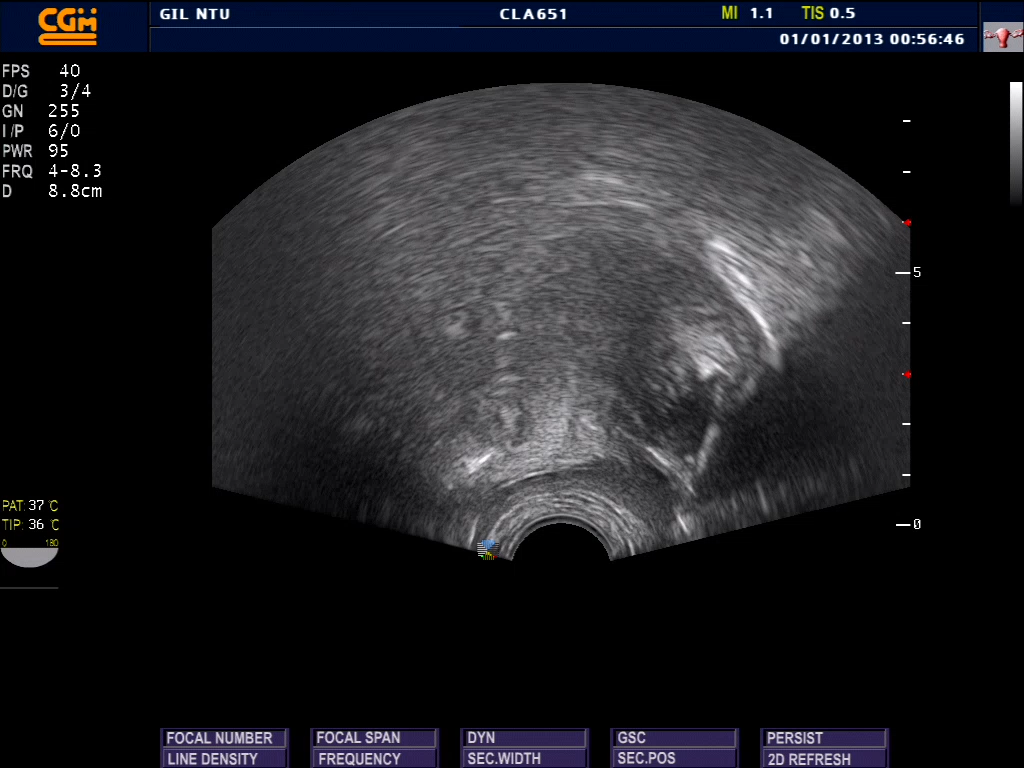 CGM
GIL NTU
CLA651
MI 1.1 TIS 0.5
01/01/2013 00:56:46
FPS 40
D/G 3/4
GN 255
I/P 6/0
PWR 95
FRQ 4-8.3
D 8.8cm
5
PAT: 37 °C
TIP: 36 °C
0 180
0
FOCAL NUMBER
FOCAL SPAN
DYN
GSC
PERSIST
LINE DENSITY
FREQUENCY
SEC.WIDTH
SEC.POS
2D REFRESH